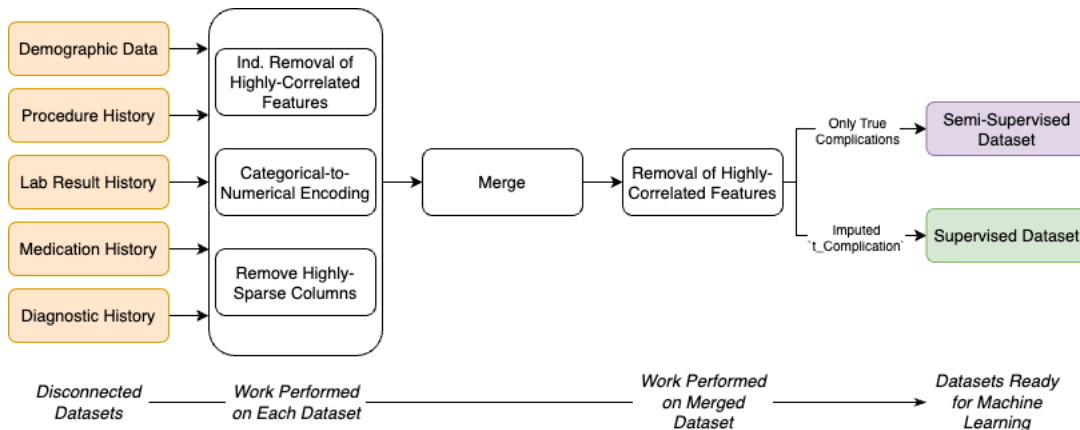 Demographic Data
Procedure History
Lab Result History
Medication History
Diagnostic History
Ind. Removal of
Highly-Correlated
Features
Categorical-to-
Numerical Encoding
Remove Highly-
Sparse Columns
Merge
Removal of Highly-
Correlated Features
Only True
Complications
Imputed
`t_Complication`
Semi-Supervised
Dataset
Supervised Dataset
Disconnected
Datasets
Work Performed
on Each Dataset
Work Performed
on Merged
Dataset
Datasets Ready
for Machine
Learning